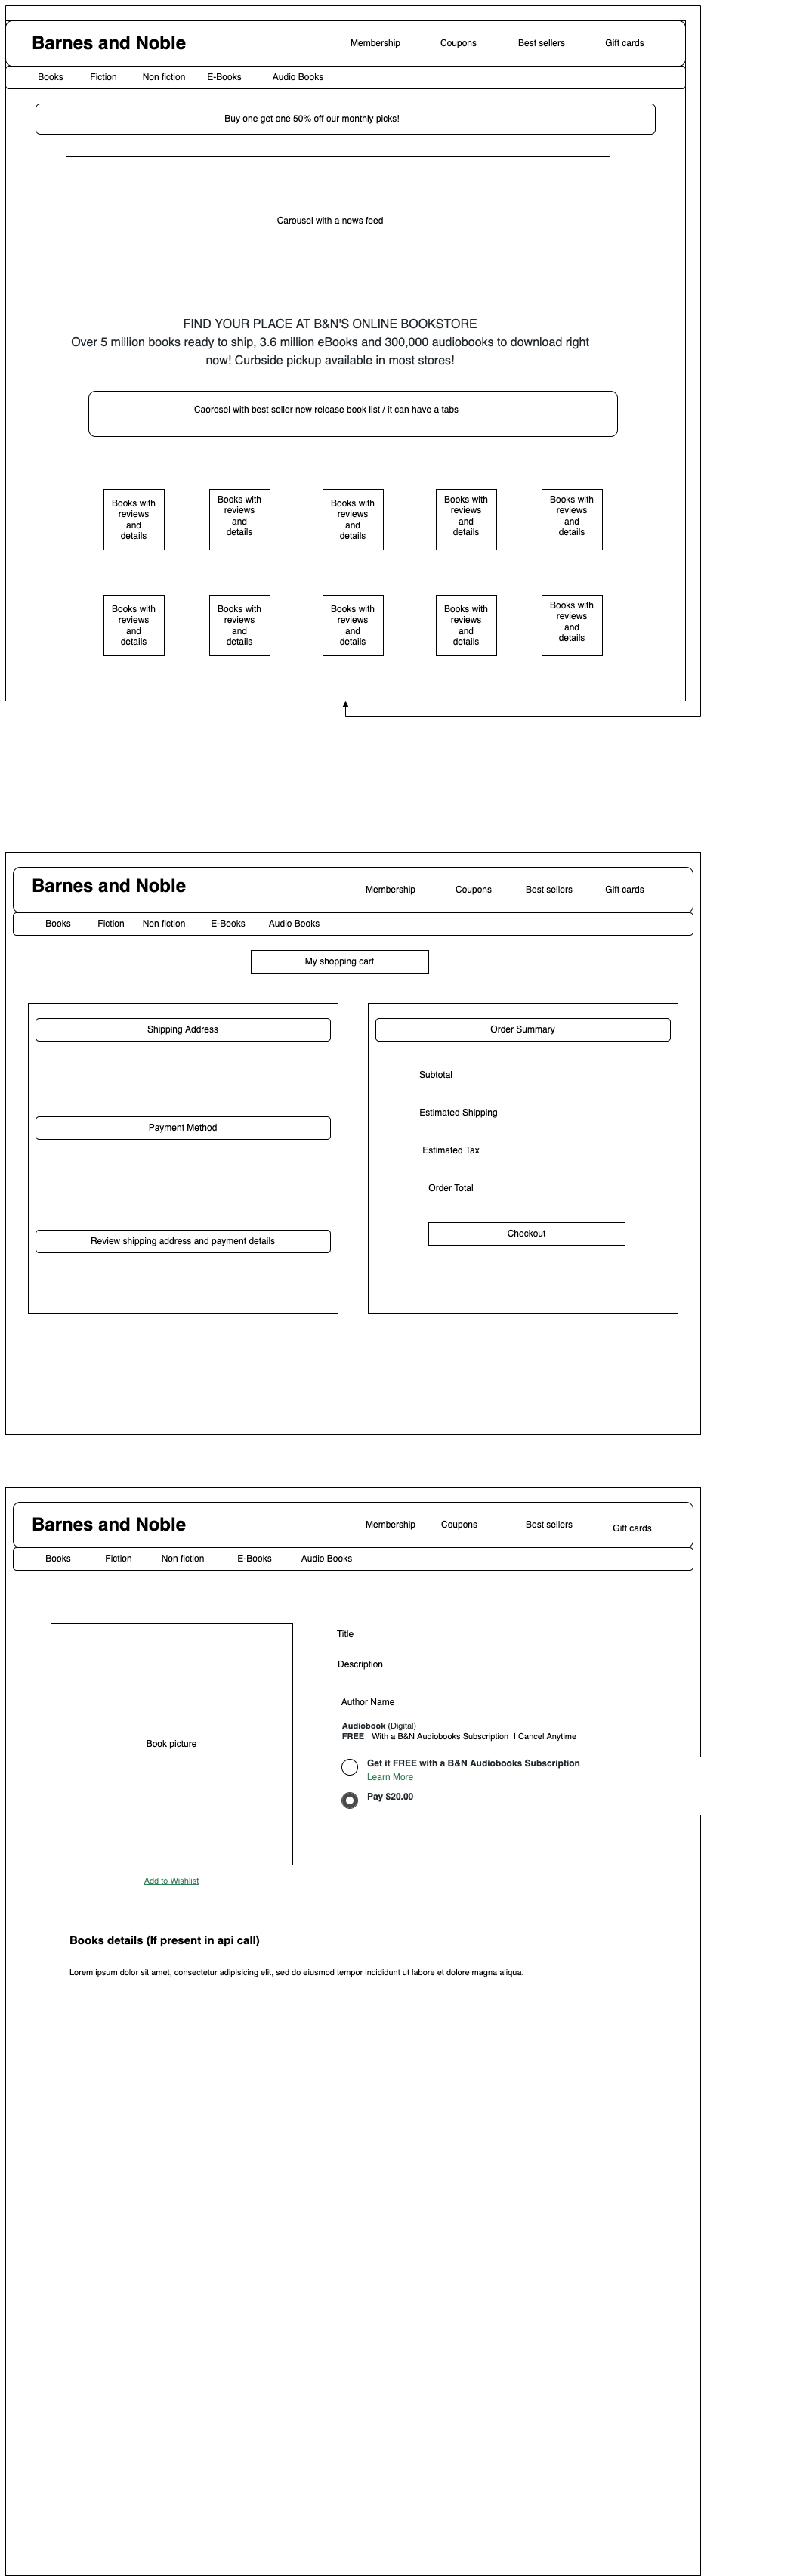 Barnes and Noble
Membership
Coupons
Best sellers
Gift cards
Books
Fiction
Non fiction
E-Books
Audio Books
Buy one get one 50% off our monthly picks!
Carousel with a news feed
FIND YOUR PLACE AT B&N'S ONLINE BOOKSTORE
Over 5 million books ready to ship, 3.6 million eBooks and 300,000 audiobooks to download right
now! Curbside pickup available in most stores!
Caorosel with best seller new release book list / it can have a tabs
Books with
reviews
and
details
Books with
reviews
and
details
Books with
reviews
and
details
Books with
reviews
and
details
Books with
reviews
and
details
Books with
reviews
and
details
Books with
reviews
and
details
Books with
reviews
and
details
Books with
reviews
and
details
Books with
reviews
and
details
Barnes and Noble
Membership
Coupons
Best sellers
Gift cards
Books
Fiction
Non fiction
E-Books
Audio Books
My shopping cart
Shipping Address
Payment Method
Review shipping address and payment details
Order Summary
Subtotal
Estimated Shipping
Estimated Tax
Order Total
Checkout
Barnes and Noble
Membership
Coupons
Best sellers
Gift cards
Books
Fiction
Non fiction
E-Books
Audio Books
Book picture
Add to Wishlist
Title
Description
Author Name
Audiobook (Digital)
FREE With a B&N Audiobooks Subscription | Cancel Anytime
Get it FREE with a B&N Audiobooks Subscription
Learn More
Pay $20.00
Books details (If present in api call)
Lorem ipsum dolor sit amet, consectetur adipisicing elit, sed do eiusmod tempor incididunt ut labore et dolore magna aliqua.